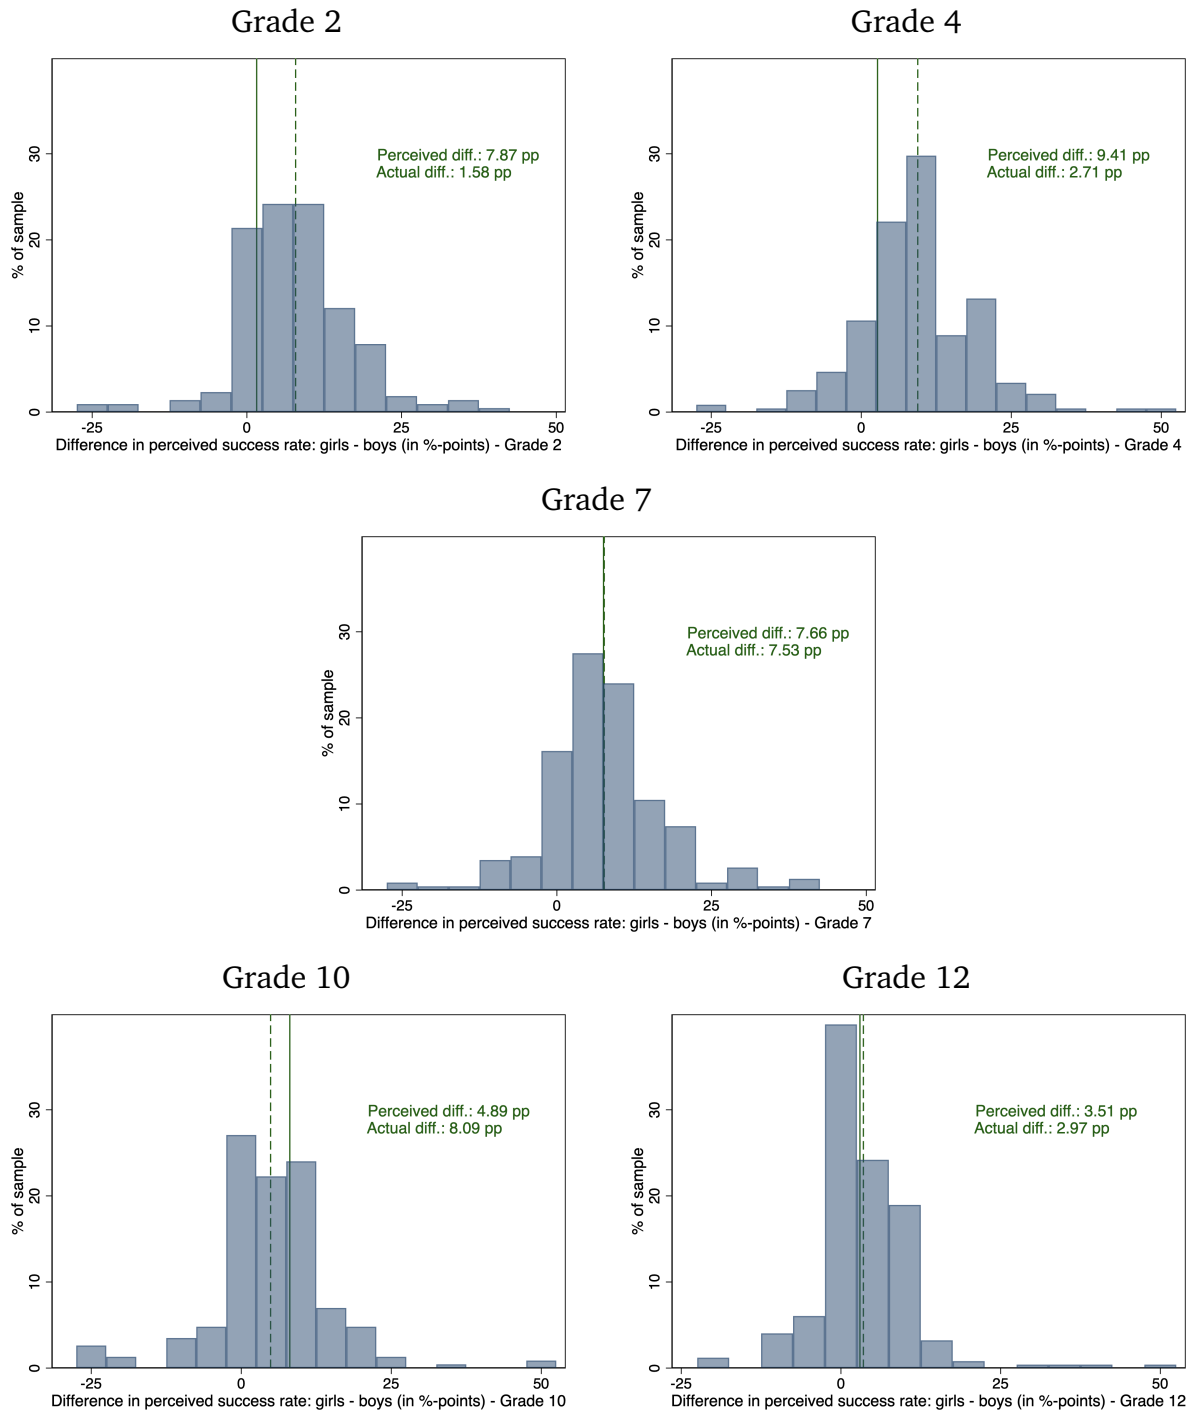 Grade 2
% of sample
30
20
10
0
Perceived diff.: 7.87 pp
Actual diff.: 1.58 pp
-25 0 25 50
Difference in perceived success rate: girls - boys (in %-points) - Grade 2
Grade 4
% of sample
30
20
10
0
Perceived diff.: 9.41 pp
Actual diff.: 2.71 pp
-25 0 25 50
Difference in perceived success rate: girls - boys (in %-points) - Grade 4
Grade 7
% of sample
30
20
10
0
Perceived diff.: 7.66 pp
Actual diff.: 7.53 pp
-25 0 25 50
Difference in perceived success rate: girls - boys (in %-points) - Grade 7
Grade 10
% of sample
30
20
10
0
Perceived diff.: 4.89 pp
Actual diff.: 8.09 pp
-25 0 25 50
Difference in perceived success rate: girls - boys (in %-points) - Grade 10
Grade 12
% of sample
30
20
10
0
Perceived diff.: 3.51 pp
Actual diff.: 2.97 pp
-25 0 25 50
Difference in perceived success rate: girls - boys (in %-points) - Grade 12